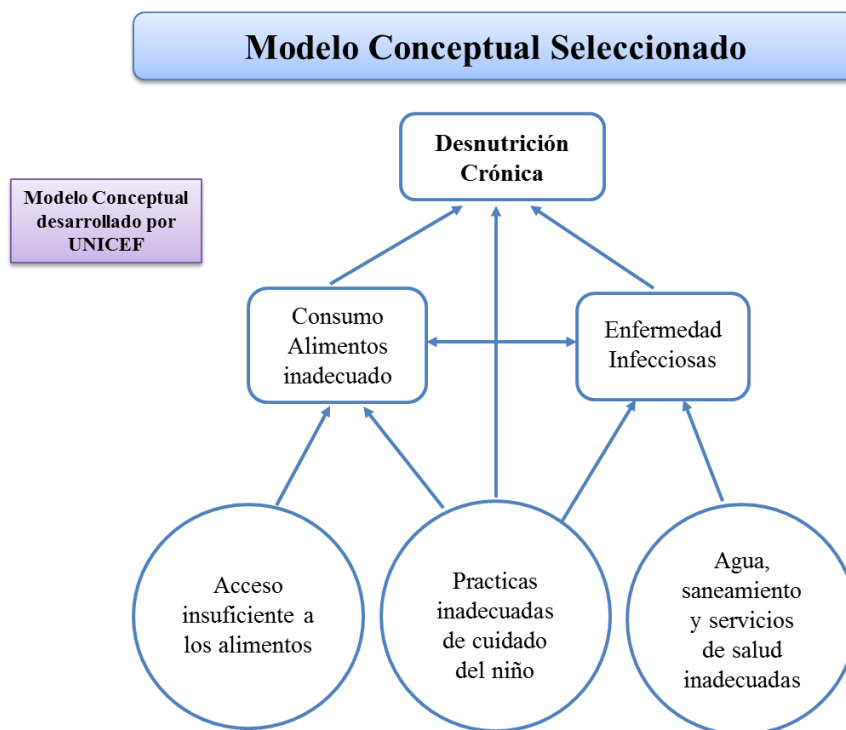 Modelo Conceptual Seleccionado
Desnutrición
Crónica
Modelo Conceptual
desarrollado por
UNICEF
Consumo
Alimentos
inadecuado
Enfermedad
Infecciosas
Acceso
insuficiente a
los alimentos
Practicas
inadecuadas
de cuidado
del niño
Agua,
saneamiento
y servicios
de salud
inadecuadas